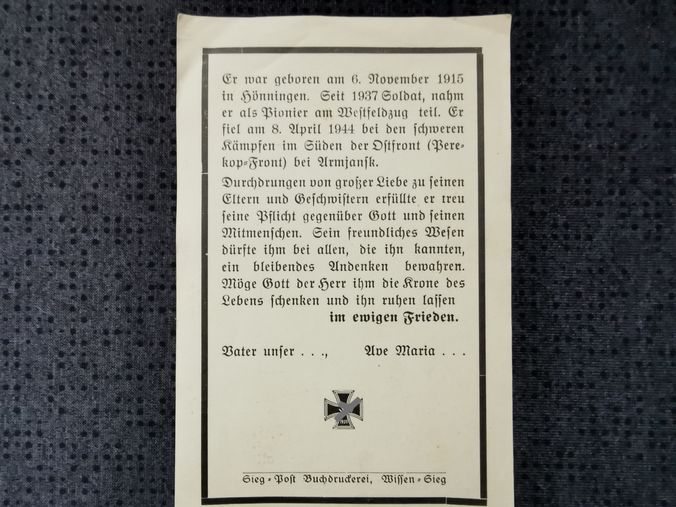 Er war geboren am 6. November 1915
in Hönningen. Seit 1937 Soldat, nahm
er als Pionier am Westfeldzug teil. Er
fiel am 8. April 1944 bei den schweren
Kämpfen im Süden der Ostfront (Pere-
kop-Front) bei Armjansk.
Durchdrungen von großer Liebe zu seinen
Eltern und Geschwistern erfüllte er treu
seine Pflicht gegenüber Gott und seinen
Mitmenschen. Sein freundliches Wesen
dürfte ihm bei allen, die ihn kannten,
ein bleibendes Andenken bewahren.
Möge Gott der Herr ihm die Krone des
Lebens schenken und ihn ruhen lassen
im ewigen Frieden.
Vater unser . . ., Ave Maria . . .
Sieg-Post Buchdruckerei, Wissen-Sieg